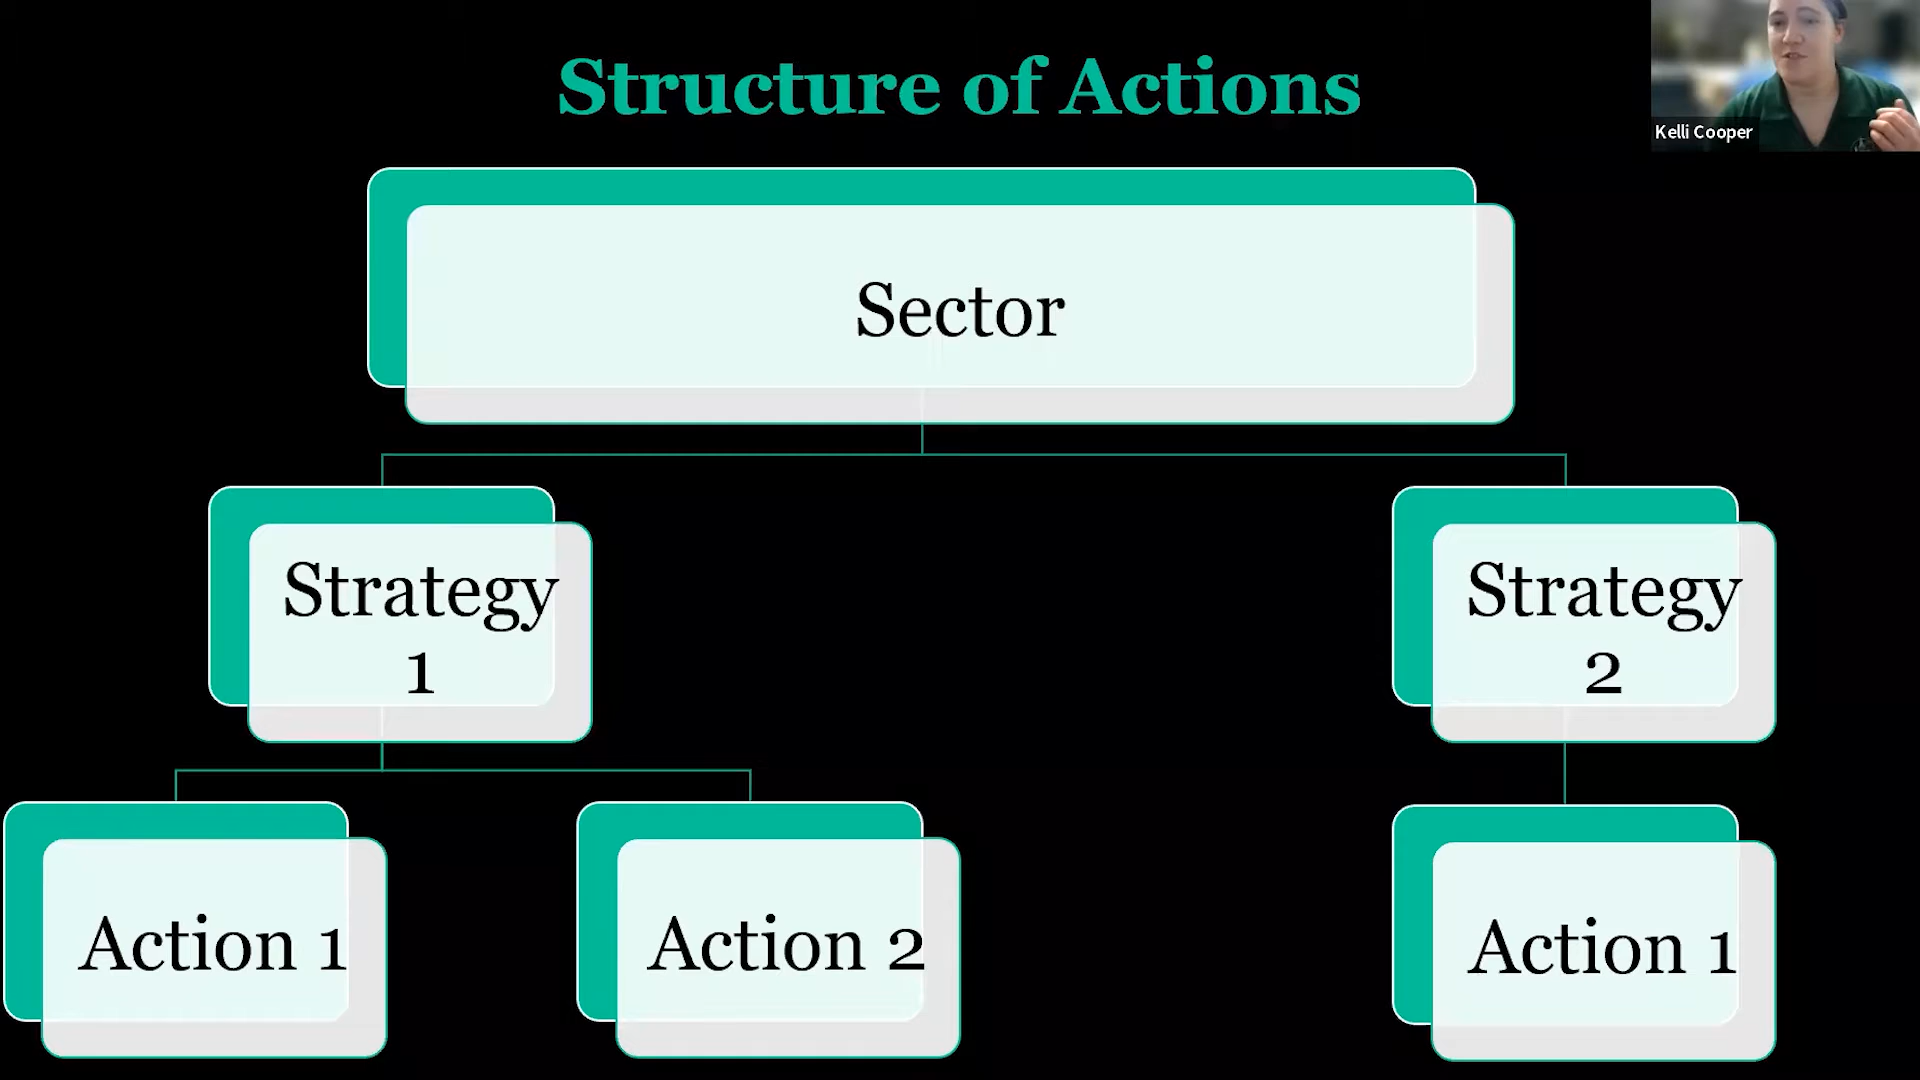 Structure of Actions
Kelli Cooper
Sector
Strategy
1
Strategy
2
Action 1
Action 2
Action 1